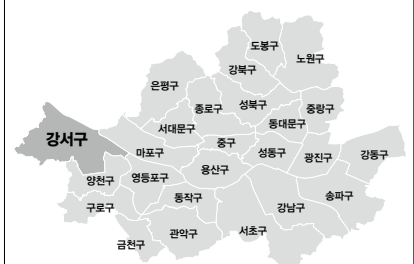 도봉구
노원구
강북구
은평구
성북구
종로구
중랑구
동대문구
서대문구
강서구
중구
마포구
성동구
광진구
강동구
용산구
양천구
영등포구
동작구
송파구
구로구
강남구
관악구
서초구
금천구